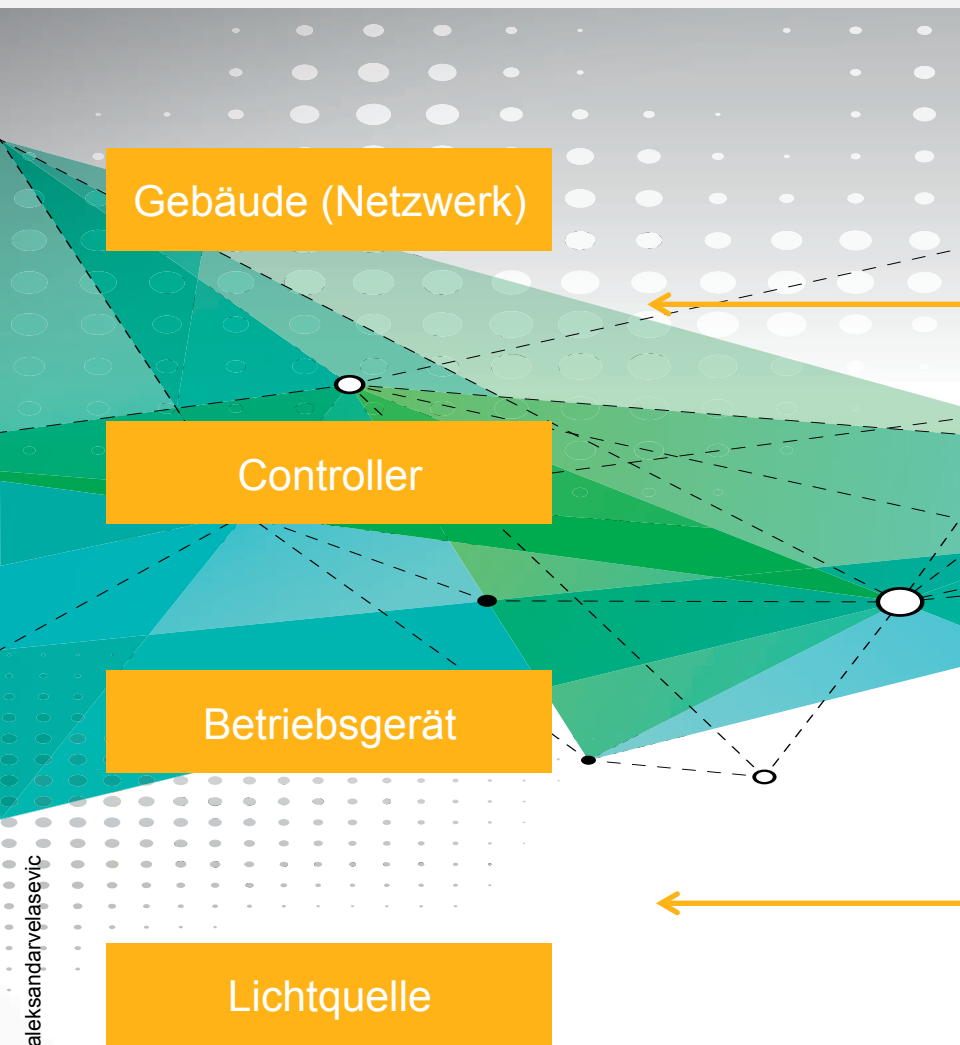 Gebäude (Netzwerk)
Controller
Betriebsgerät
Lichtquelle
aleksandarvelasevic